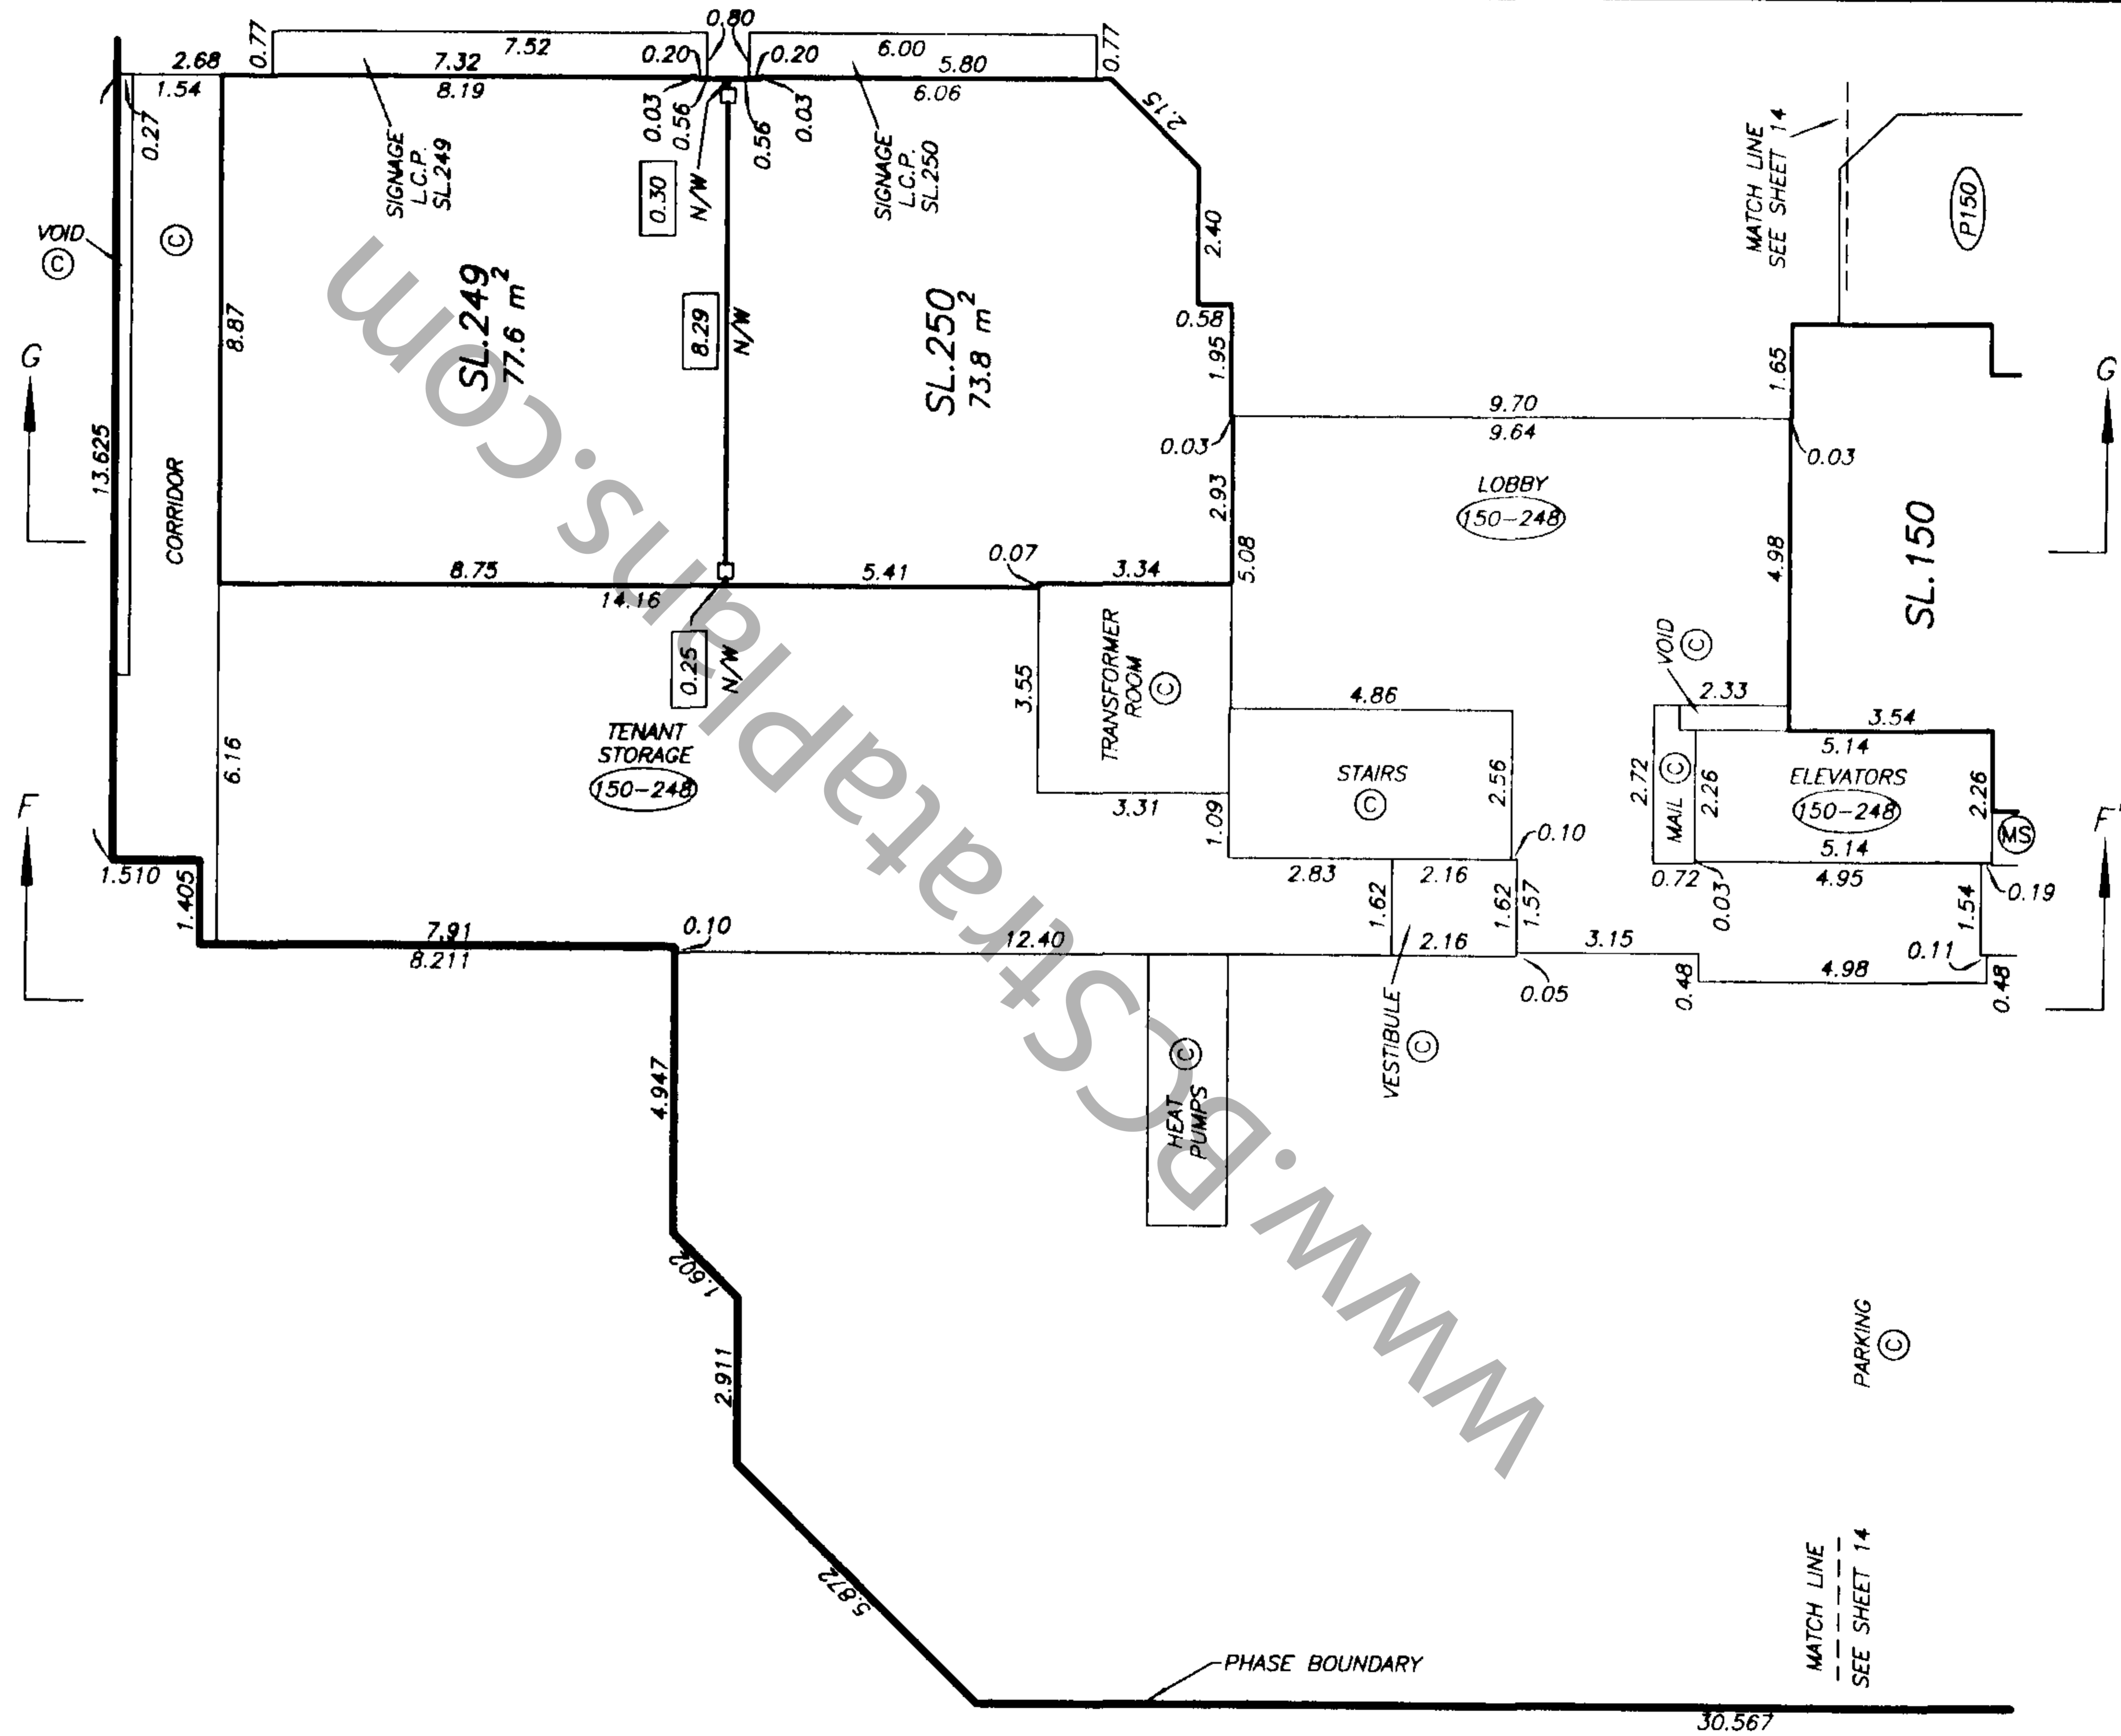 0.80
0.77
7.52
6.00
0.77
2.68
7.32
0.20
0.20
5.80
1.54
8.19
6.06
0.27
0.03
0.56
N/W
0.56
0.03
2.15
SIGNAGE
L.C.P.
SL.249
0.30
SIGNAGE
L.C.P.
SL.250
MATCH LINE
SEE SHEET 14
P150
VOID
C
C
2.40
SL.249
77.6 m2
8.87
8.29
N/W
SL.250
73.8 m2
0.58
1.95
1.65
G
G
9.70
9.64
0.03
0.03
13.625
CORRIDOR
2.93
LOBBY
150-248
SL.150
5.08
4.98
8.75
14.16
5.41
0.07
3.34
0.25
N/W
3.55
TRANSFORMER
ROOM
C
VOID
C
4.86
2.33
3.54
5.14
6.16
TENANT
STORAGE
150-248
STAIRS
C
2.56
2.72
MAIL
C
2.26
ELEVATORS
150-248
2.26
MS
F
F
3.31
1.09
0.10
5.14
1.510
1.405
2.83
2.16
1.62
1.62
1.57
0.72
0.03
4.95
1.54
0.19
7.91
8.211
0.10
12.40
2.16
3.15
0.05
0.48
4.98
0.11
0.48
4.947
HEAT
PUMPS
C
VESTIBULE
C
1.602
2.911
PARKING
C
5.872
PHASE BOUNDARY
MATCH LINE
SEE SHEET 14
30.567
www.BCStrataPlans.com